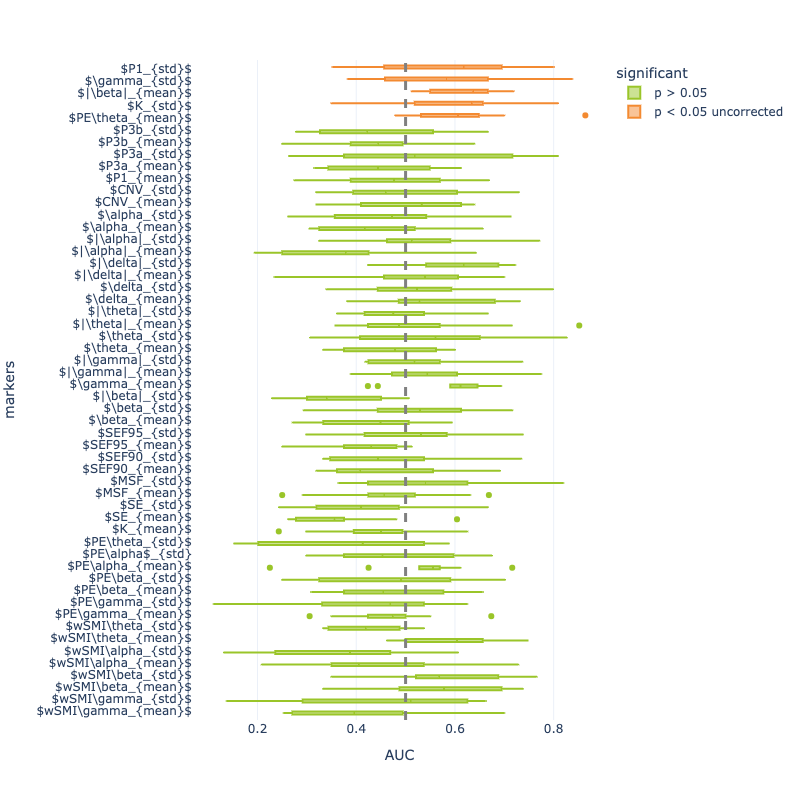 significant
p > 0.05
p < 0.05 uncorrected
$P1_{std}$
$\gamma_{std}$
$|\beta|_{mean}$
$K_{std}$
$PE\theta_{mean}$
$P3b_{std}$
$P3b_{mean}$
$P3a_{std}$
$P3a_{mean}$
$P1_{mean}$
$CNV_{std}$
$CNV_{mean}$
$\alpha_{std}$
$\alpha_{mean}$
$|\alpha|_{std}$
$|\alpha|_{mean}$
$|\delta|_{std}$
$|\delta|_{mean}$
$\delta_{std}$
$\delta_{mean}$
$|\theta|_{std}$
$|\theta|_{mean}$
$\theta_{std}$
$\theta_{mean}$
$|\gamma|_{std}$
$|\gamma|_{mean}$
$\gamma_{mean}$
$|\beta|_{std}$
$\beta_{std}$
$\beta_{mean}$
$SEF95_{std}$
$SEF95_{mean}$
$SEF90_{std}$
$SEF90_{mean}$
$MSF_{std}$
$MSF_{mean}$
$SE_{std}$
$SE_{mean}$
$K_{mean}$
$PE\theta_{std}$
$PE\alpha$_{std}
$PE\alpha_{mean}$
$PE\beta_{std}$
$PE\beta_{mean}$
$PE\gamma_{std}$
$PE\gamma_{mean}$
$wSMI\theta_{std}$
$wSMI\theta_{mean}$
$wSMI\alpha_{std}$
$wSMI\alpha_{mean}$
$wSMI\beta_{std}$
$wSMI\beta_{mean}$
$wSMI\gamma_{std}$
$wSMI\gamma_{mean}$
markers
0.2 0.4 0.6 0.8
AUC